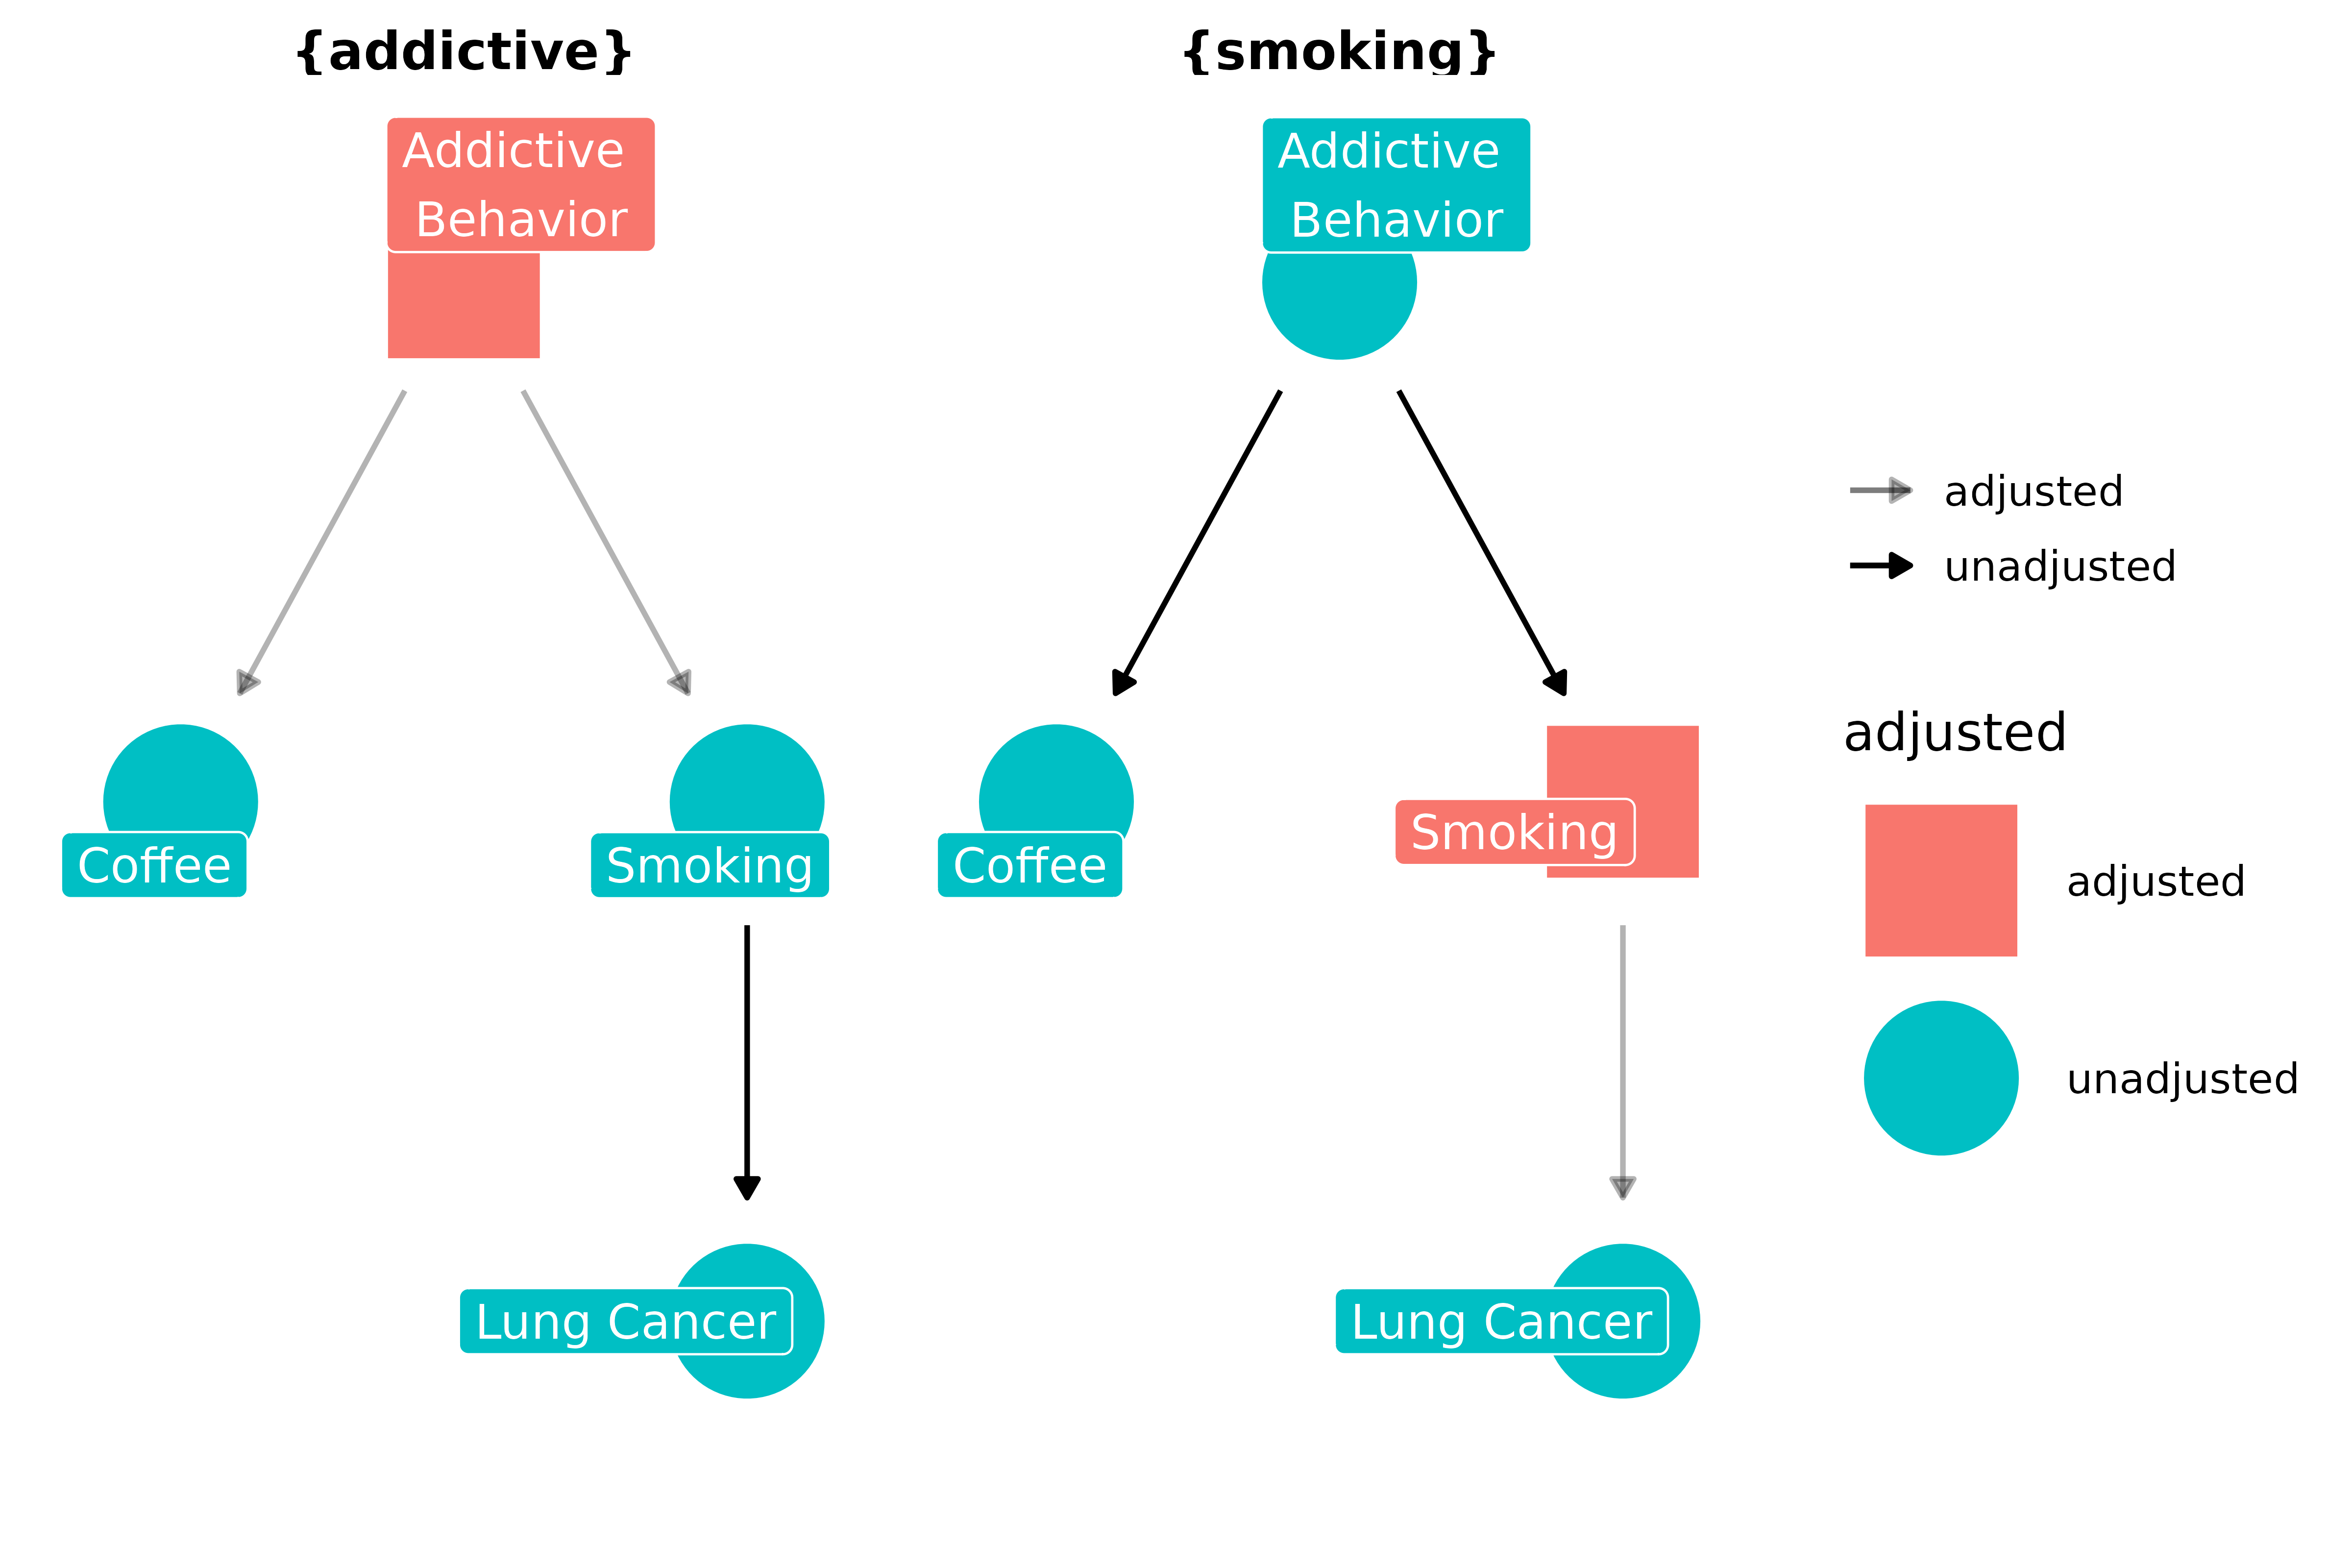 {addictive}
Addictive
Behavior
Coffee
Smoking
Lung Cancer
{smoking}
Addictive
Behavior
Coffee
Smoking
Lung Cancer
adjusted
unadjusted
adjusted
adjusted
unadjusted